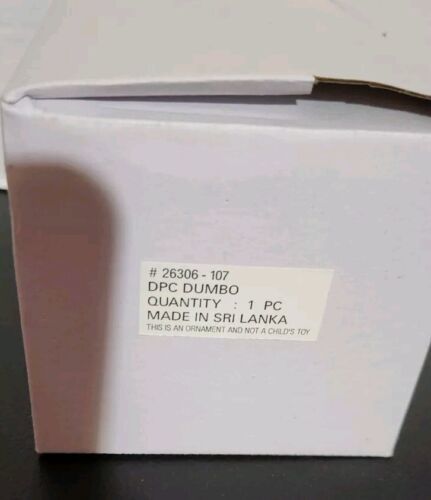 # 26306 - 107
DPC DUMBO
QUANTITY : 1 PC
MADE IN SRI LANKA
THIS IS AN ORNAMENT AND NOT A CHILD'S TOY